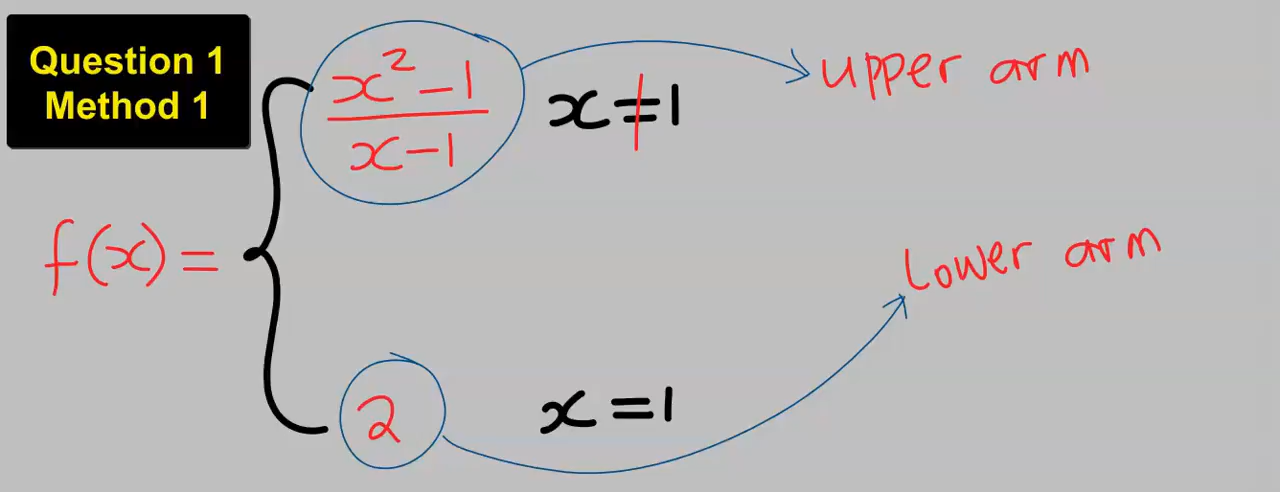 Question 1
Method 1
f(x) =
x² - 1
x - 1
x ≠ 1
upper arm
2
x = 1
lower arm